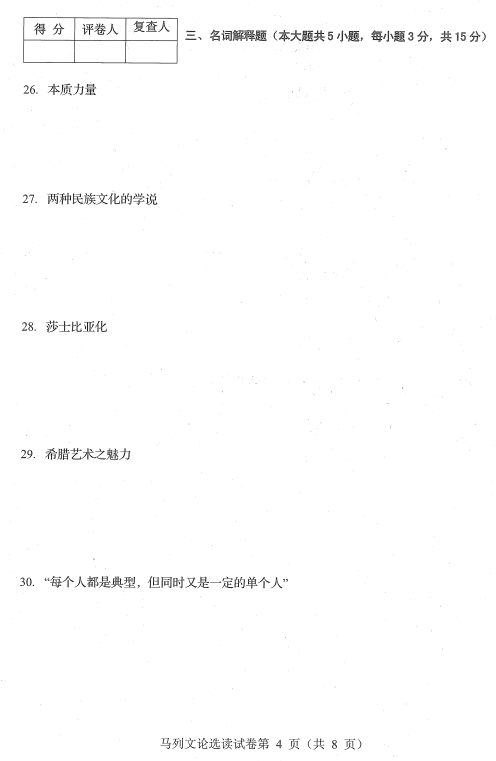 得 分 评卷人 复查人
三、名词解释题（本大题共 5 小题，每小题 3 分，共 15 分）
26. 本质力量
27. 两种民族文化的学说
28. 莎士比亚化
29. 希腊艺术之魅力
30. “每个人都是典型，但同时又是一定的单个人”
马列文论选读试卷第 4 页（共 8 页）